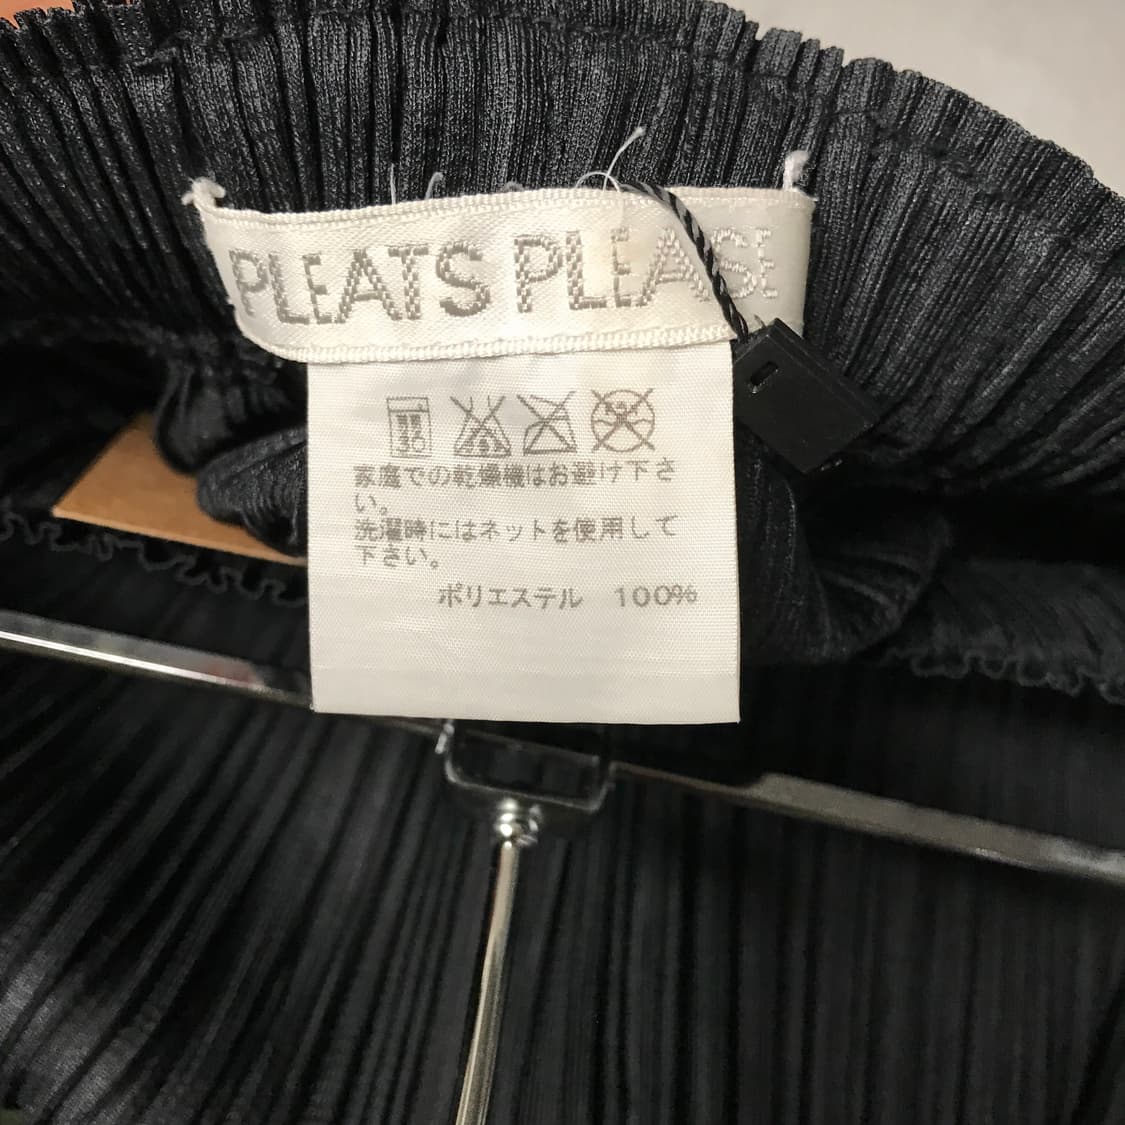 PLEATS PLEASE
40
家庭での乾燥機はお避け下さ
い。
洗濯時にはネットを使用して
下さい。
ポリエステル 100%